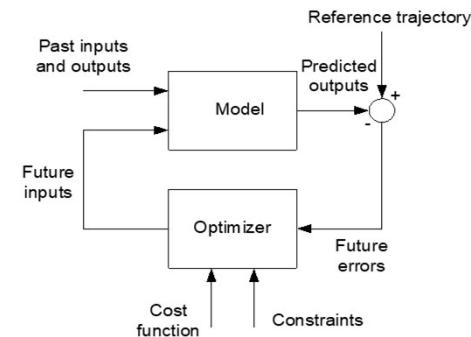 Reference trajectory
Past inputs
and outputs
Predicted
outputs
+
Model
-
Future
inputs
Optimizer
Future
errors
Cost
function
Constraints